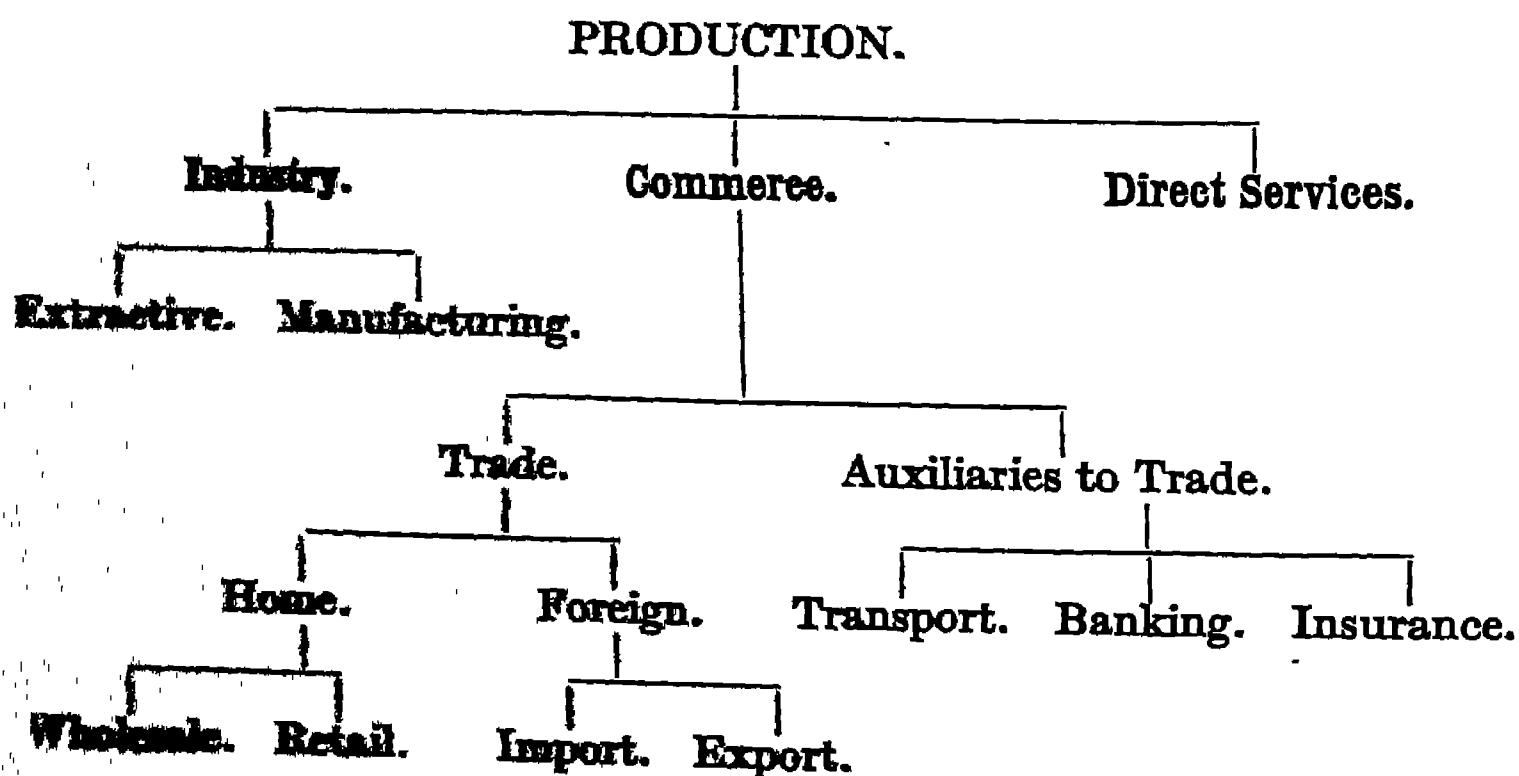 PRODUCTION.
Industry. Commerce. Direct Services.
Extractive. Manufacturing.
Trade. Auxiliaries to Trade.
Home. Foreign. Transport. Banking. Insurance.
Wholesale. Retail. Import. Export.